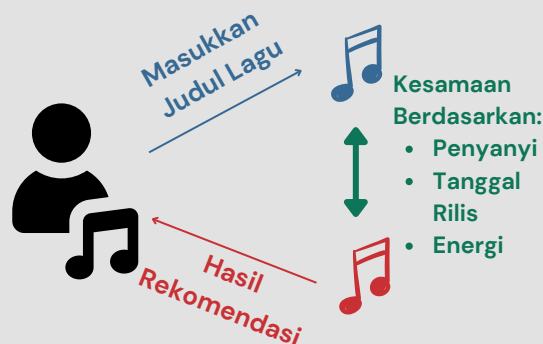 Masukkan
Judul Lagu
Kesamaan
Berdasarkan:
• Penyanyi
• Tanggal
Rilis
• Energi
Hasil
Rekomendasi